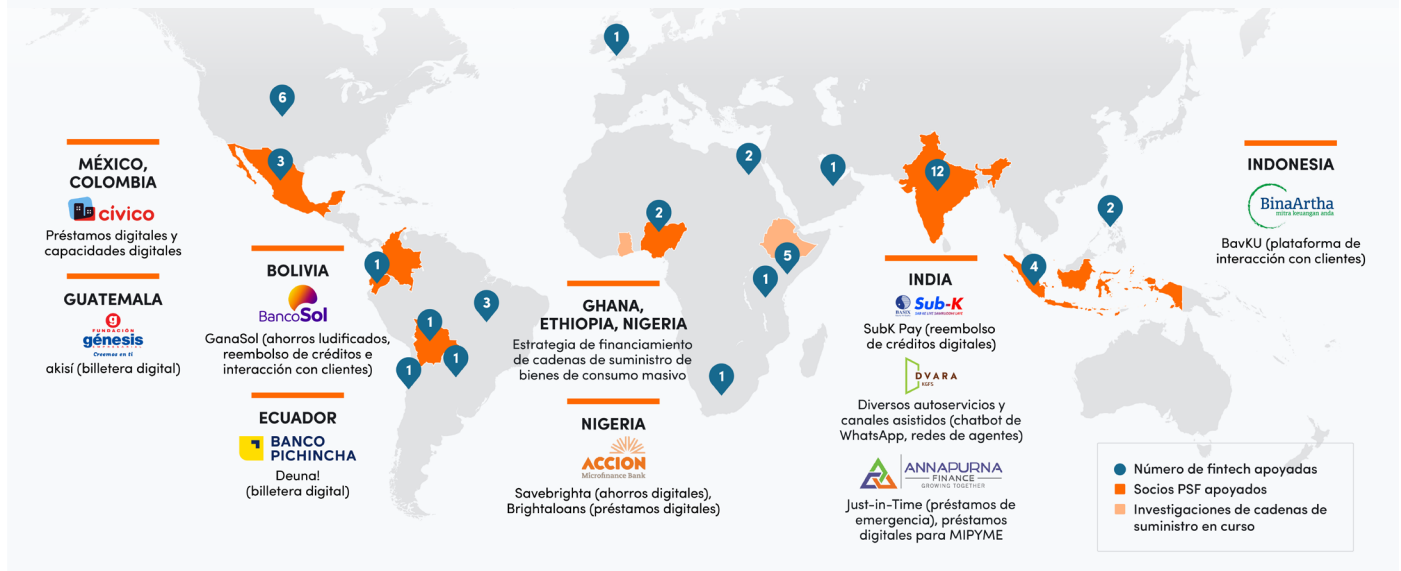 1
6
3
2
1
12
2
2
1
5
4
1
1
3
1
1
1
1
MÉXICO,
COLOMBIA
cívico
Préstamos digitales y
capacidades digitales
GUATEMALA
g
FUNDACIÓN
génesis
EMPRESARIAL
Creemos en ti
akisí (billetera digital)
BOLIVIA
BancoSol
GanaSol (ahorros ludificados,
reembolso de créditos e
interacción con clientes)
ECUADOR
BANCO
PICHINCHA
Deuna!
(billetera digital)
GHANA,
ETHIOPIA, NIGERIA
Estrategia de financiamiento
de cadenas de suministro de
bienes de consumo masivo
NIGERIA
ACCION
Microfinance Bank
Savebrighta (ahorros digitales),
Brightaloans (préstamos digitales)
INDIA
BASIX
Sub-K
SubK Pay (reembolso
de créditos digitales)
DVARA
KGFS
Diversos autoservicios y
canales asistidos (chatbot de
WhatsApp, redes de agentes)
ANNAPURNA
FINANCE
GROWING TOGETHER
Just-in-Time (préstamos de
emergencia), préstamos
digitales para MIPYME
INDONESIA
BinaArtha
mitra keuangan anda
BavKU (plataforma de
interacción con clientes)
Número de fintech apoyadas
Socios PSF apoyados
Investigaciones de cadenas de
suministro en curso